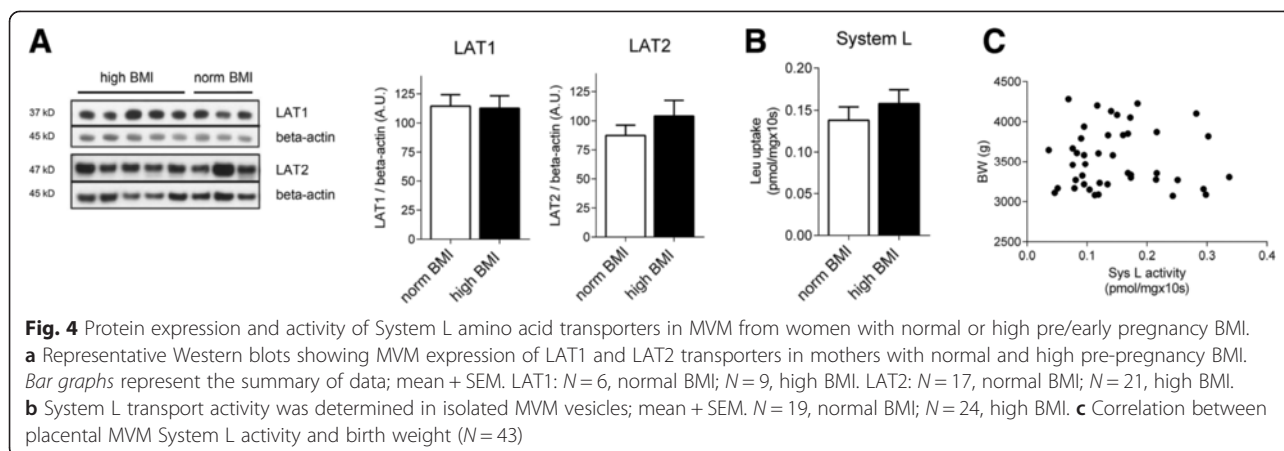 A
high BMI
norm BMI
37 kD
LAT1
45 kD
beta-actin
47 kD
LAT2
45 kD
beta-actin
LAT1
LAT1 / beta-actin (A.U.)
125
100
75
50
25
0
norm BMI
high BMI
LAT2
LAT2 / beta-actin (A.U.)
125
100
75
50
25
0
norm BMI
high BMI
B
System L
Leu uptake
(pmol/mgx10s)
0.20
0.15
0.10
0.05
0.00
norm BMI
high BMI
C
BW (g)
4500
4000
3500
3000
2500
0.0
0.1
0.2
0.3
0.4
Sys L activity
(pmol/mgx10s)
Fig. 4 Protein expression and activity of System L amino acid transporters in MVM from women with normal or high pre/early pregnancy BMI.
a Representative Western blots showing MVM expression of LAT1 and LAT2 transporters in mothers with normal and high pre-pregnancy BMI.
Bar graphs represent the summary of data; mean + SEM. LAT1: N = 6, normal BMI; N = 9, high BMI. LAT2: N = 17, normal BMI; N = 21, high BMI.
b System L transport activity was determined in isolated MVM vesicles; mean + SEM. N = 19, normal BMI; N = 24, high BMI. c Correlation between
placental MVM System L activity and birth weight (N = 43)